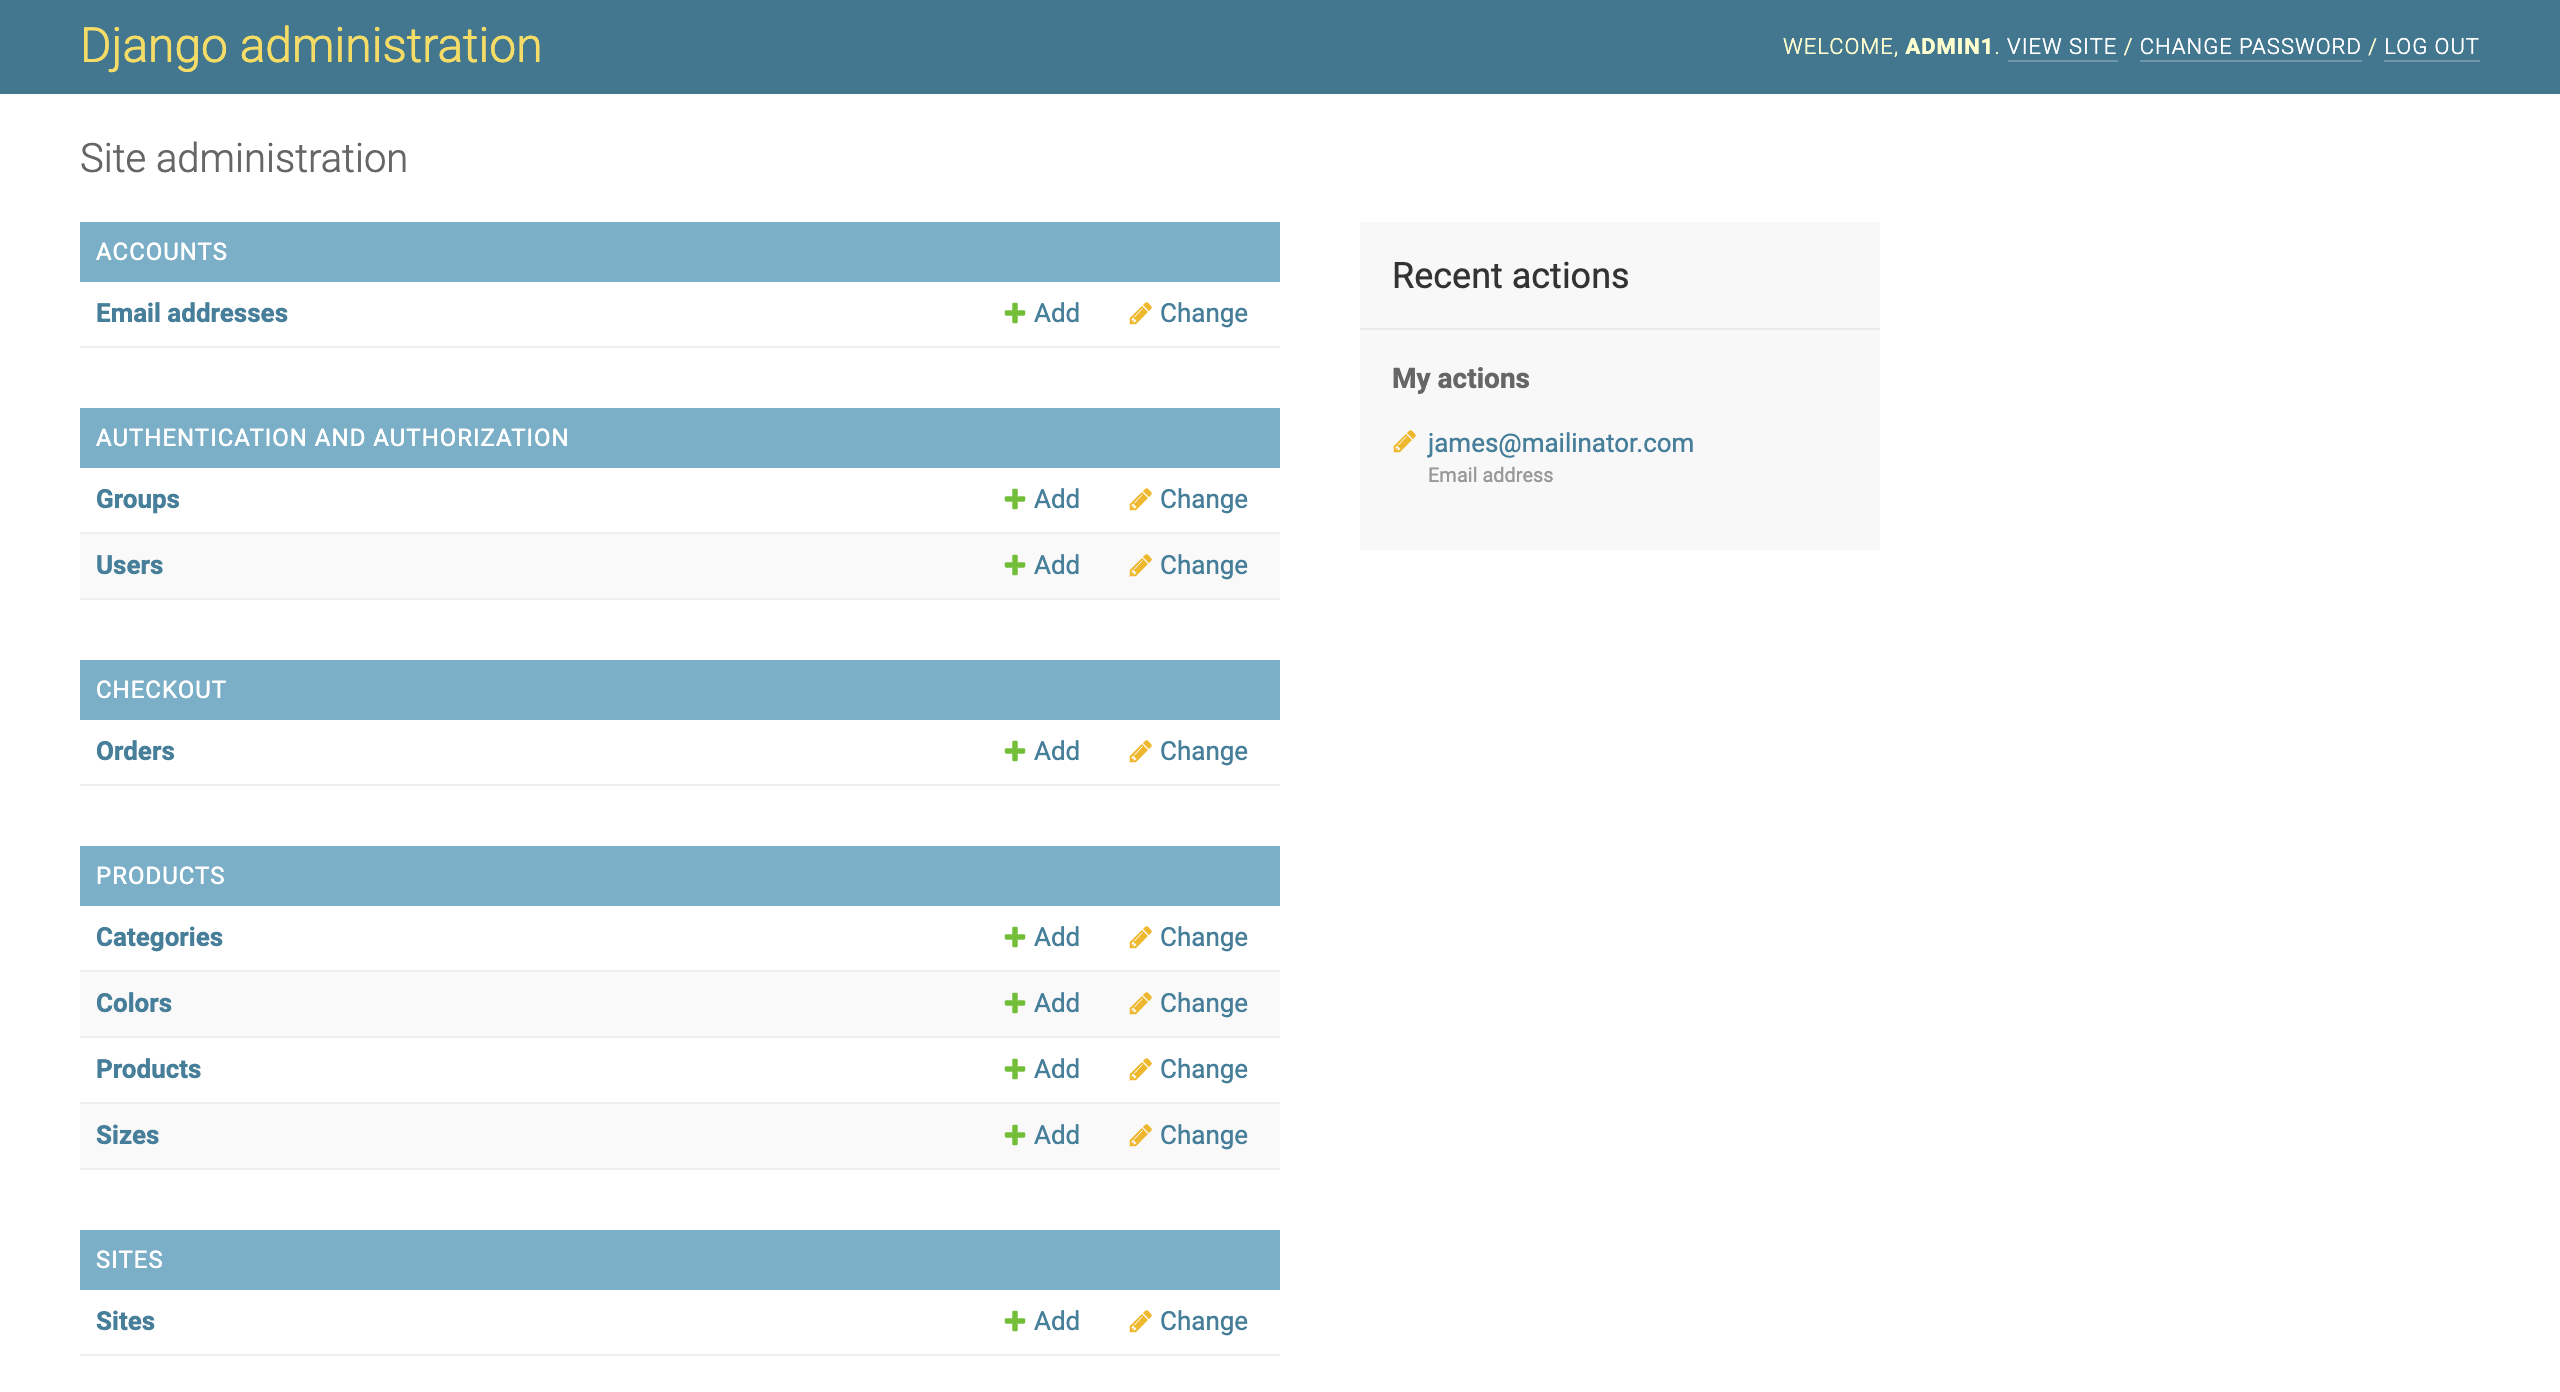 Django administration
WELCOME, ADMIN1. VIEW SITE / CHANGE PASSWORD / LOG OUT
Site administration
ACCOUNTS
Email addresses Add Change
AUTHENTICATION AND AUTHORIZATION
Groups Add Change
Users Add Change
CHECKOUT
Orders Add Change
PRODUCTS
Categories Add Change
Colors Add Change
Products Add Change
Sizes Add Change
SITES
Sites Add Change
Recent actions
My actions
james@mailinator.com
Email address